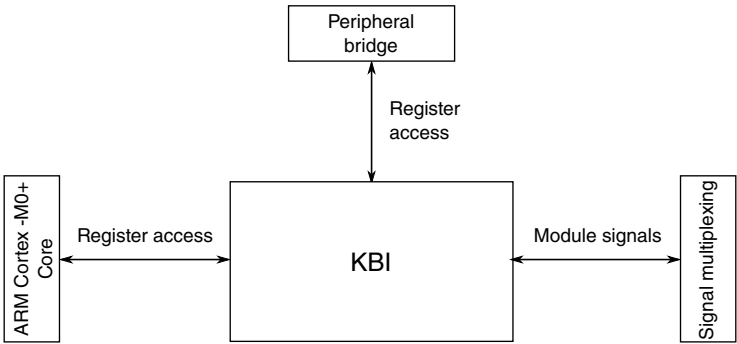 Peripheral
bridge
Register
access
ARM Cortex -M0+
Core
Register access
KBI
Module signals
Signal multiplexing